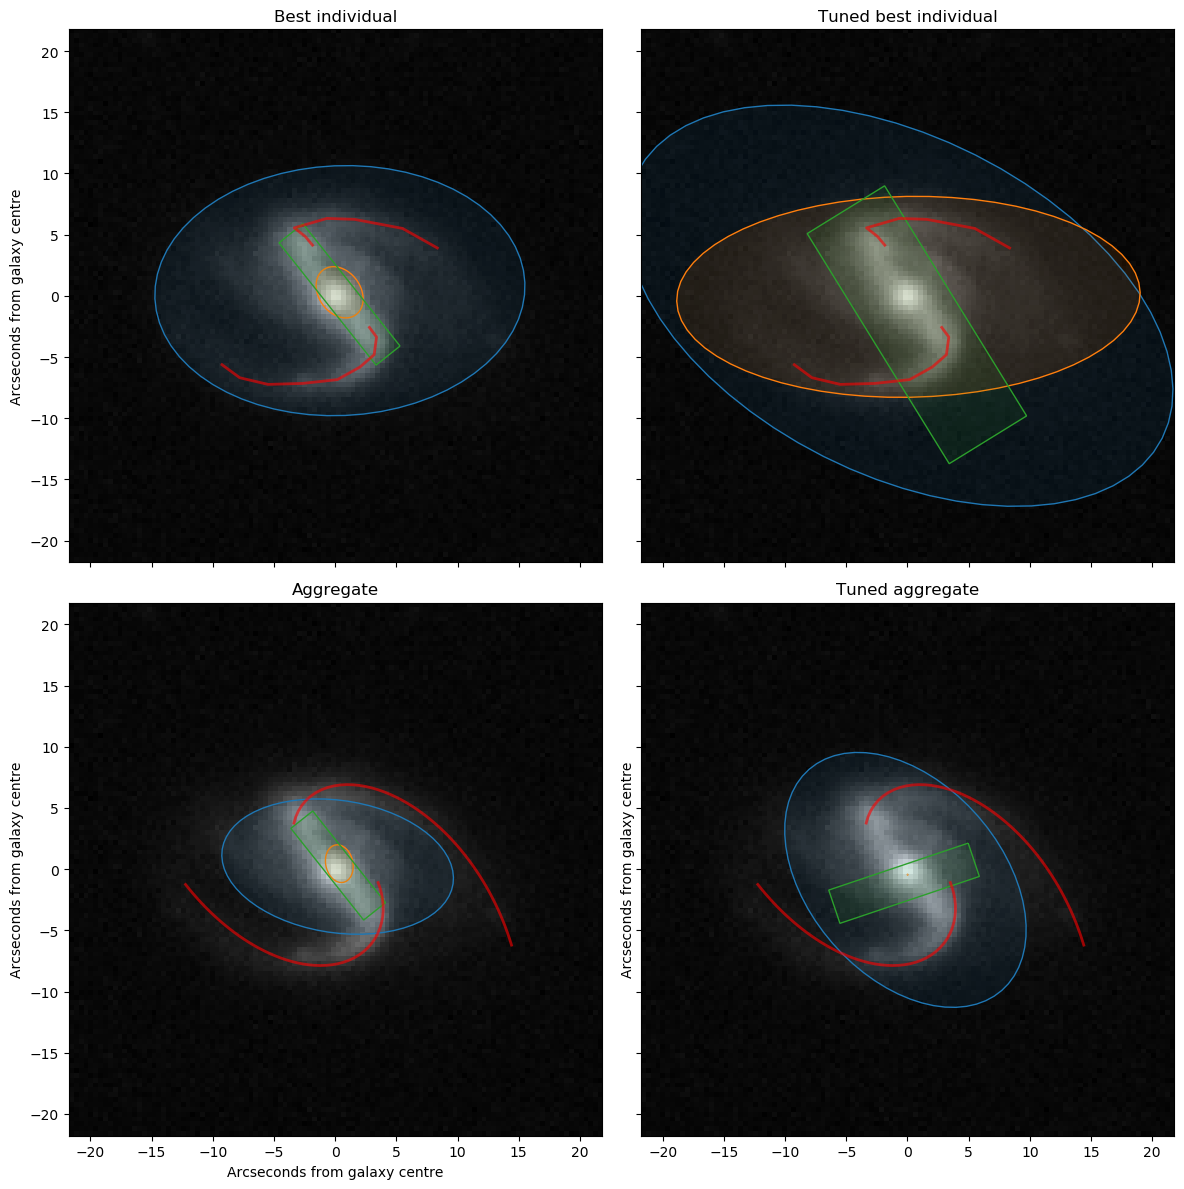 Best individual
Tuned best individual
20
15
10
5
0
−5
−10
−15
−20
Arcseconds from galaxy centre
Aggregate
Tuned aggregate
20
15
10
5
0
−5
−10
−15
−20
Arcseconds from galaxy centre
Arcseconds from galaxy centre
−20 −15 −10 −5 0 5 10 15 20
−20 −15 −10 −5 0 5 10 15 20
Arcseconds from galaxy centre